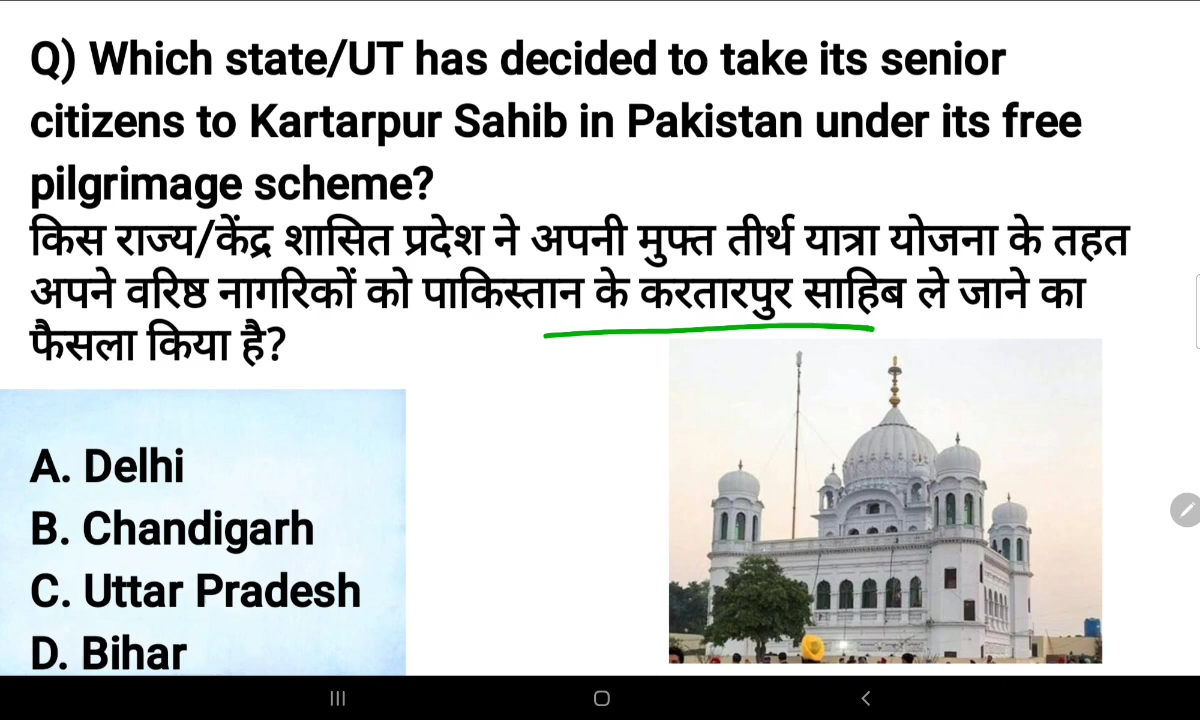 Q) Which state/UT has decided to take its senior
citizens to Kartarpur Sahib in Pakistan under its free
pilgrimage scheme?
किस राज्य/केंद्र शासित प्रदेश ने अपनी मुफ्त तीर्थ यात्रा योजना के तहत
अपने वरिष्ठ नागरिकों को पाकिस्तान के करतारपुर साहिब ले जाने का
फैसला किया है?
A. Delhi
B. Chandigarh
C. Uttar Pradesh
D. Bihar